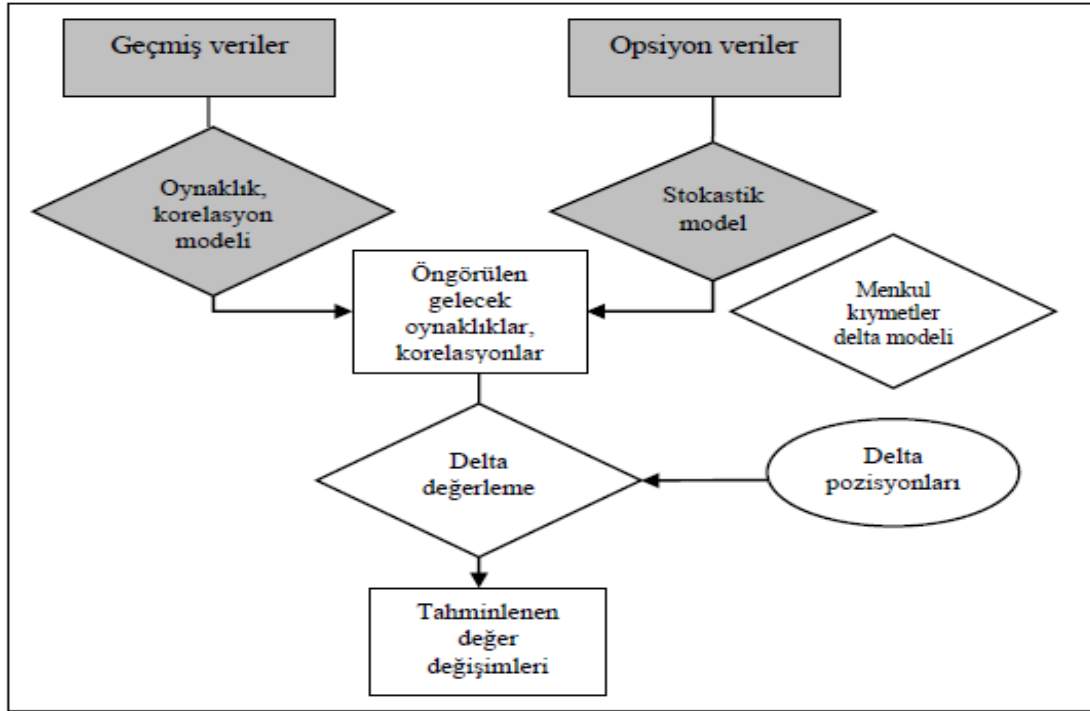 Geçmiş veriler
Opsiyon veriler
Oynaklık,
korelasyon
modeli
Stokastik
model
Öngörülen
gelecek
oynaklıklar,
korelasyonlar
Menkul
kıymetler
delta modeli
Delta
değerleme
Delta
pozisyonları
Tahminlenen
değer
değişimleri